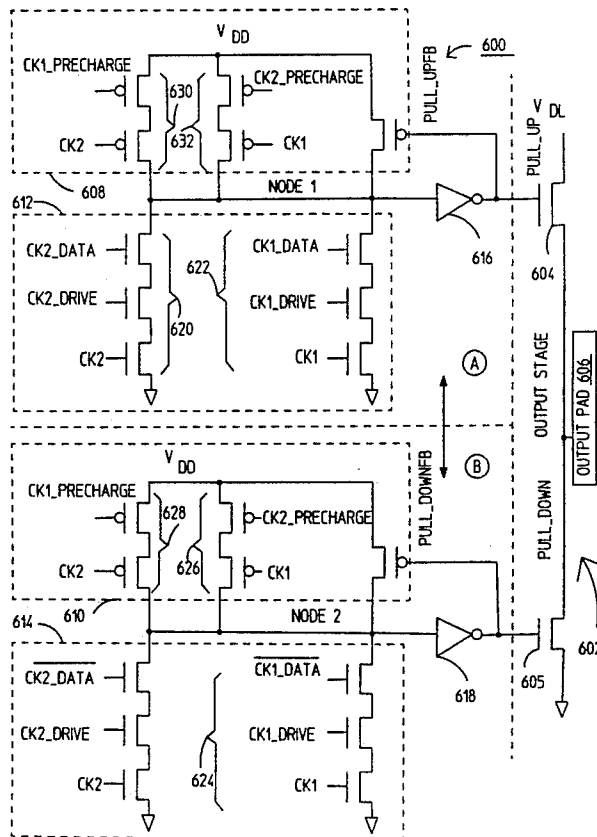 V DD
PULL_UPFB
600
CK1_PRECHARGE
630
CK2_PRECHARGE
632
CK2
CK1
V DL
PULL_UP
608
NODE 1
612
616
604
CK2_DATA
622
CK1_DATA
CK2_DRIVE
620
CK1_DRIVE
CK2
CK1
A
OUTPUT STAGE
OUTPUT PAD 606
V DD
B
PULL_DOWNFB
CK1_PRECHARGE
628
CK2_PRECHARGE
626
CK2
CK1
PULL_DOWN
610
NODE 2
614
618
605
602
CK2_DATA
CK1_DATA
CK2_DRIVE
624
CK1_DRIVE
CK2
CK1